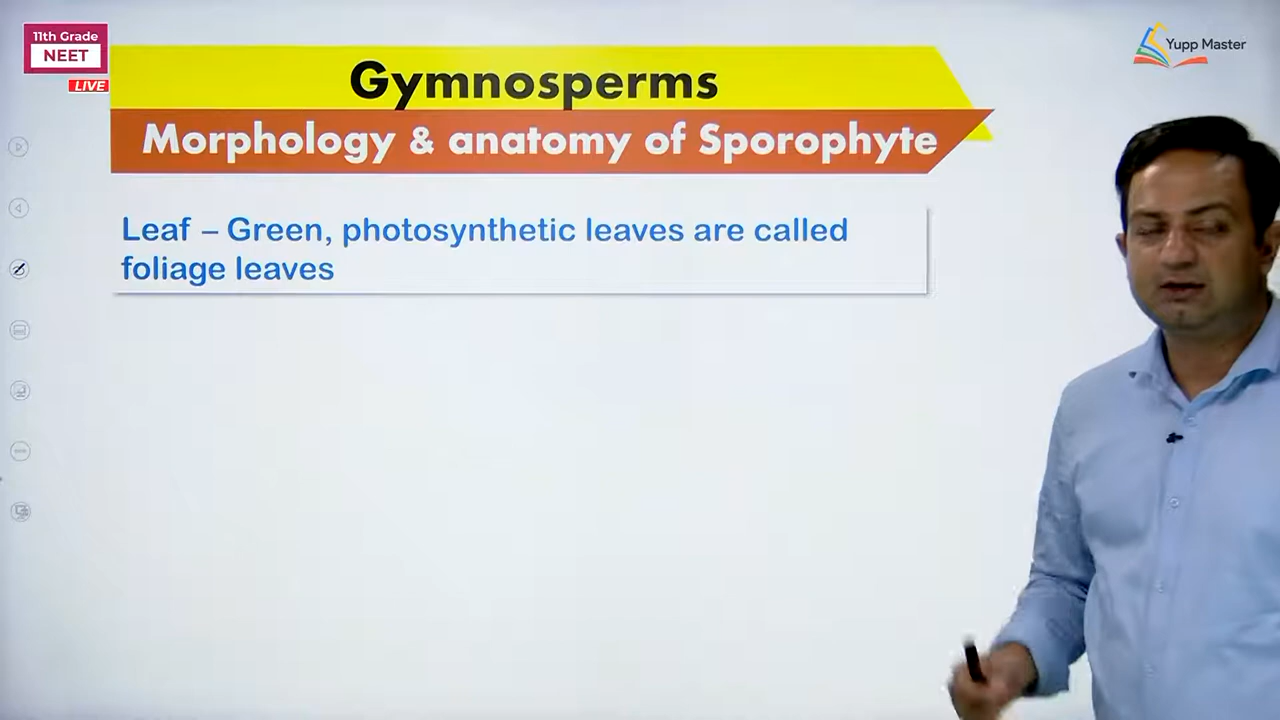 11th Grade
NEET
LIVE
Yupp Master
Gymnosperms
Morphology & anatomy of Sporophyte
Leaf – Green, photosynthetic leaves are called
foliage leaves